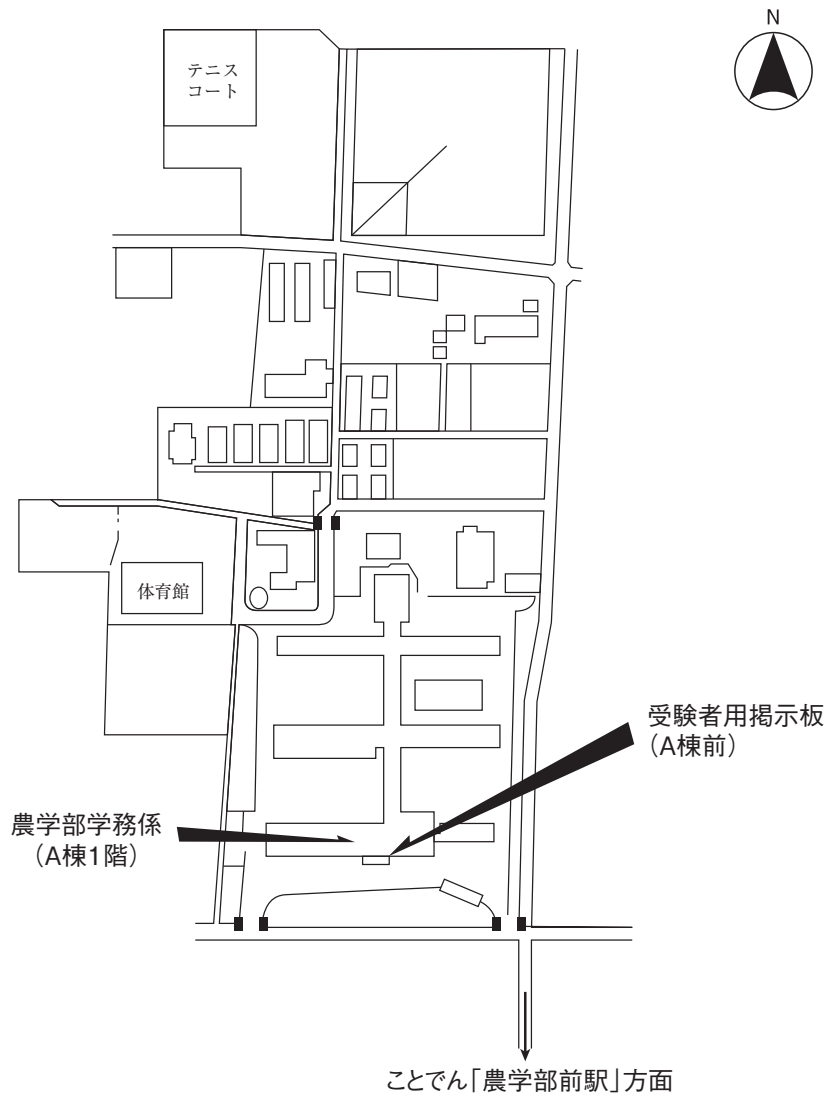 N
テニス
コート
体育館
受験者用掲示板
(A棟前)
農学部学務係
(A棟1階)
ことでん「農学部前駅」方面